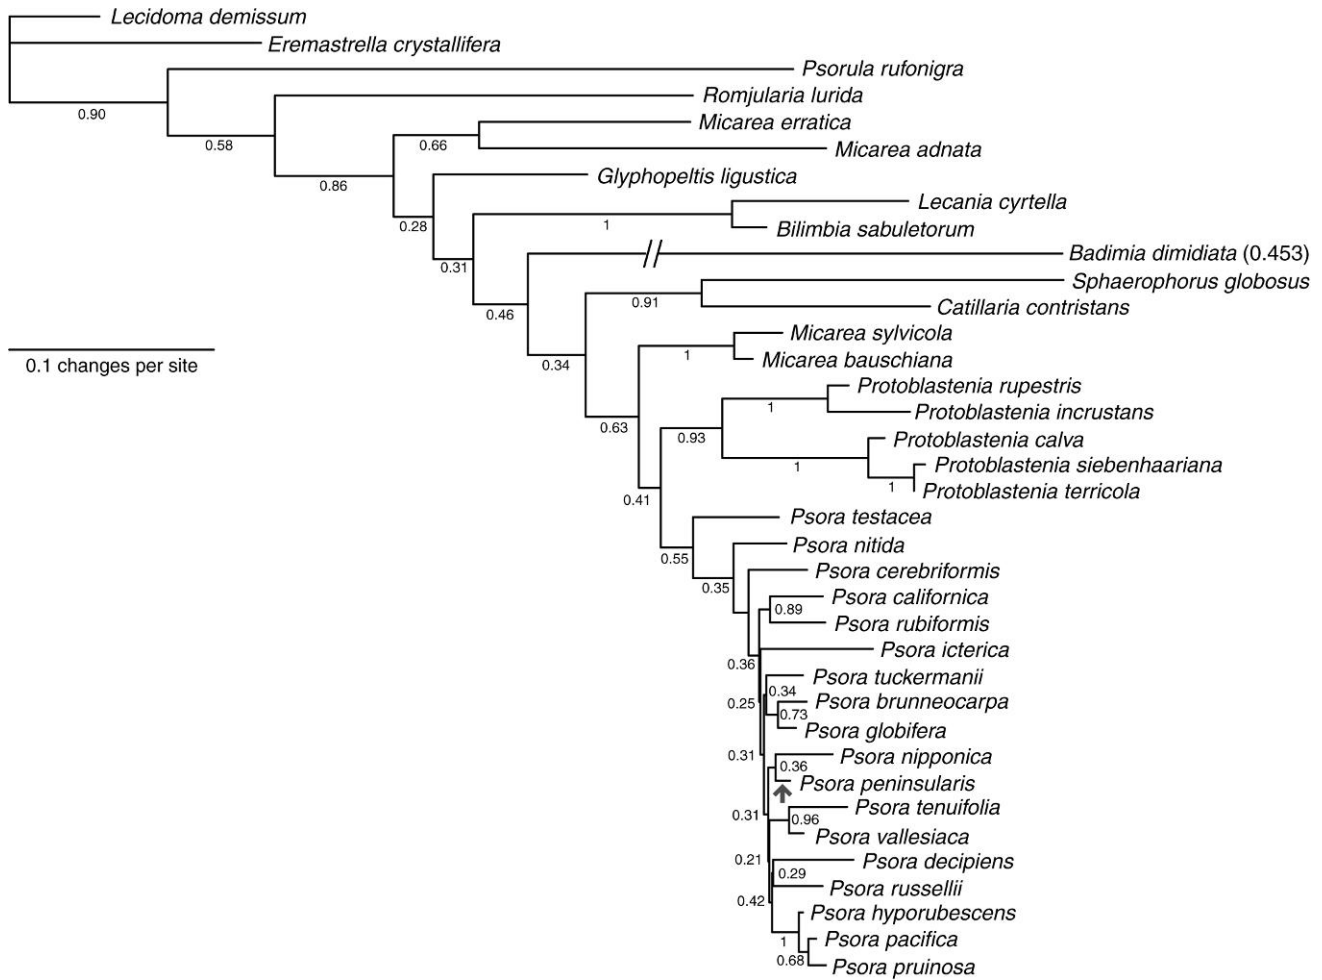 Lecidoma demissum
Eremastrella crystallifera
Psorula rufonigra
0.90
Romjularia lurida
0.58
Micarea erratica
0.66
Micarea adnata
Glyphopeltis ligustica
0.86
Lecania cyrtella
0.28
1
Bilimbia sabuletorum
Badimia dimidiata (0.453)
0.31
Sphaerophorus globosus
0.91
Catillaria contristans
0.46
Micarea sylvicola
1
Micarea bauschiana
0.1 changes per site
0.34
Protoblastenia rupestris
1
Protoblastenia incrustans
0.63
0.93
Protoblastenia calva
1
Protoblastenia siebenhaariana
1
Protoblastenia terricola
0.41
Psora testacea
Psora nitida
0.55
Psora cerebriformis
0.35
Psora californica
0.89
Psora rubiformis
Psora icterica
0.36
Psora tuckermanii
0.34
0.25
Psora brunneocarpa
0.73
Psora globifera
0.31
Psora nipponica
0.36
Psora peninsularis
Psora tenuifolia
0.31
0.96
Psora vallesiaca
0.21
Psora decipiens
0.29
Psora russellii
0.42
Psora hyporubescens
Psora pacifica
1
0.68
Psora pruinosa